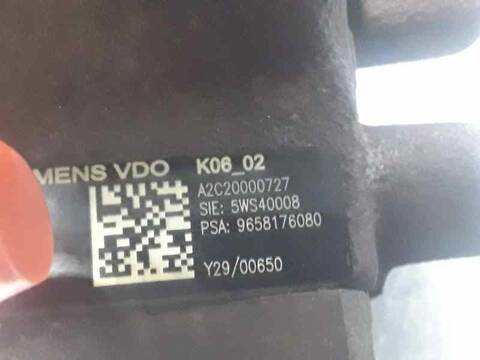 MENS VDO K06_02
A2C20000727
SIE: 5WS40008
PSA: 9658176080
Y29/00650